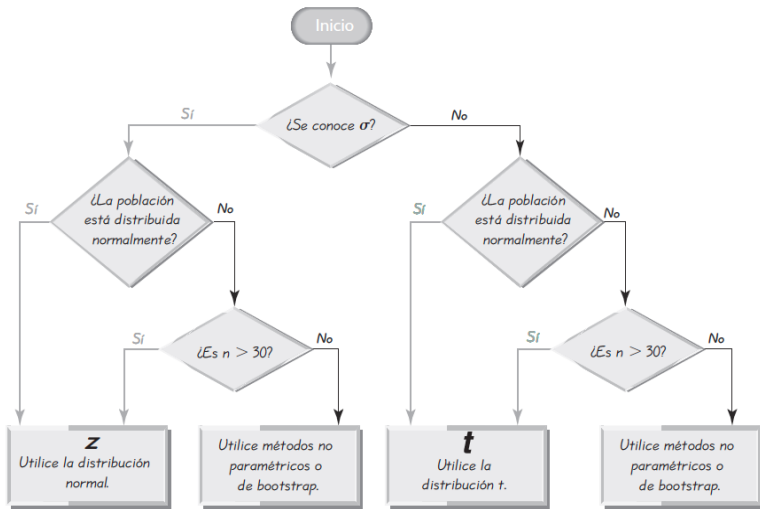 Inicio
¿Se conoce σ?
Sí
No
¿La población
está distribuida
normalmente?
Sí
No
¿La población
está distribuida
normalmente?
Sí
No
¿Es n > 30?
Sí
No
¿Es n > 30?
Sí
No
z
Utilice la distribución
normal.
Utilice métodos no
paramétricos o
de bootstrap.
t
Utilice la
distribución t.
Utilice métodos no
paramétricos o
de bootstrap.